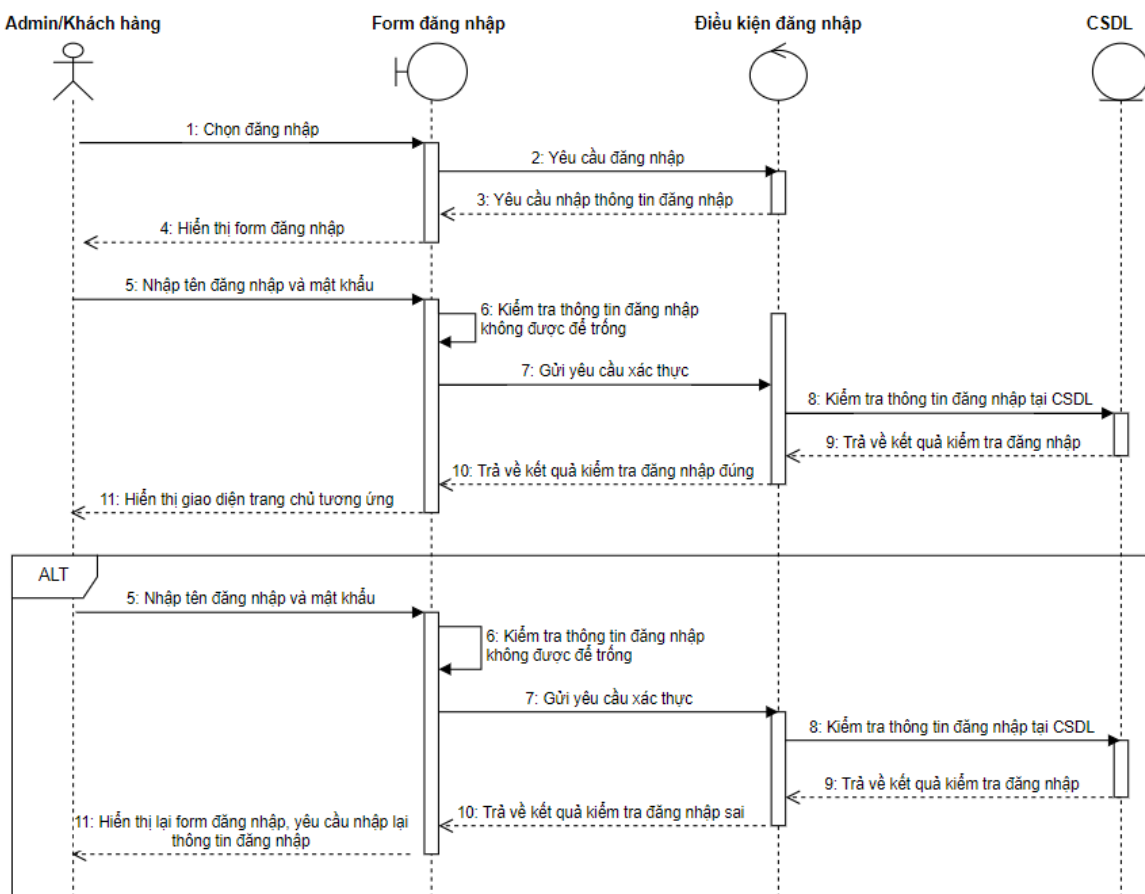 Admin/Khách hàng
Form đăng nhập
Điều kiện đăng nhập
CSDL
1: Chọn đăng nhập
2: Yêu cầu đăng nhập
3: Yêu cầu nhập thông tin đăng nhập
4: Hiển thị form đăng nhập
5: Nhập tên đăng nhập và mật khẩu
6: Kiểm tra thông tin đăng nhập
không được để trống
7: Gửi yêu cầu xác thực
8: Kiểm tra thông tin đăng nhập tại CSDL
9: Trả về kết quả kiểm tra đăng nhập
10: Trả về kết quả kiểm tra đăng nhập đúng
11: Hiển thị giao diện trang chủ tương ứng
ALT
5: Nhập tên đăng nhập và mật khẩu
6: Kiểm tra thông tin đăng nhập
không được để trống
7: Gửi yêu cầu xác thực
8: Kiểm tra thông tin đăng nhập tại CSDL
9: Trả về kết quả kiểm tra đăng nhập
10: Trả về kết quả kiểm tra đăng nhập sai
11: Hiển thị lại form đăng nhập, yêu cầu nhập lại
thông tin đăng nhập